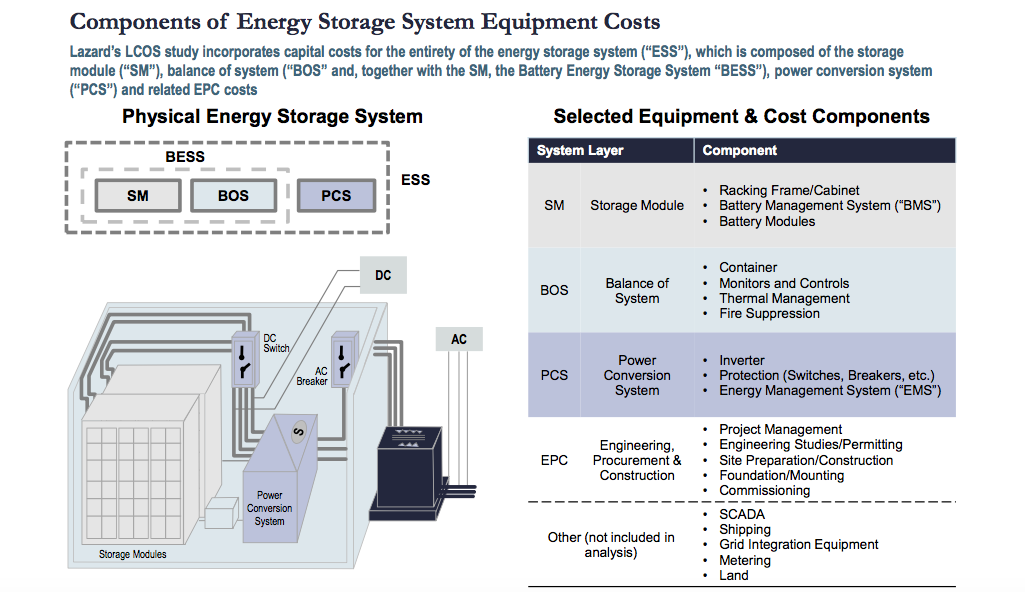 Components of Energy Storage System Equipment Costs
Lazard's LCOS study incorporates capital costs for the entirety of the energy storage system (“ESS”), which is composed of the storage
module (“SM”), balance of system (“BOS” and, together with the SM, the Battery Energy Storage System “BESS”), power conversion system
(“PCS”) and related EPC costs
Physical Energy Storage System
BESS
SM
BOS
PCS
ESS
DC
AC
DC
Switch
AC
Breaker
S
Power
Conversion
System
Storage Modules
Selected Equipment & Cost Components
System Layer
Component
SM
Storage Module
• Racking Frame/Cabinet
• Battery Management System (“BMS”)
• Battery Modules
BOS
Balance of
System
• Container
• Monitors and Controls
• Thermal Management
• Fire Suppression
PCS
Power
Conversion
System
• Inverter
• Protection (Switches, Breakers, etc.)
• Energy Management System (“EMS”)
EPC
Engineering,
Procurement &
Construction
• Project Management
• Engineering Studies/Permitting
• Site Preparation/Construction
• Foundation/Mounting
• Commissioning
Other (not included in
analysis)
• SCADA
• Shipping
• Grid Integration Equipment
• Metering
• Land